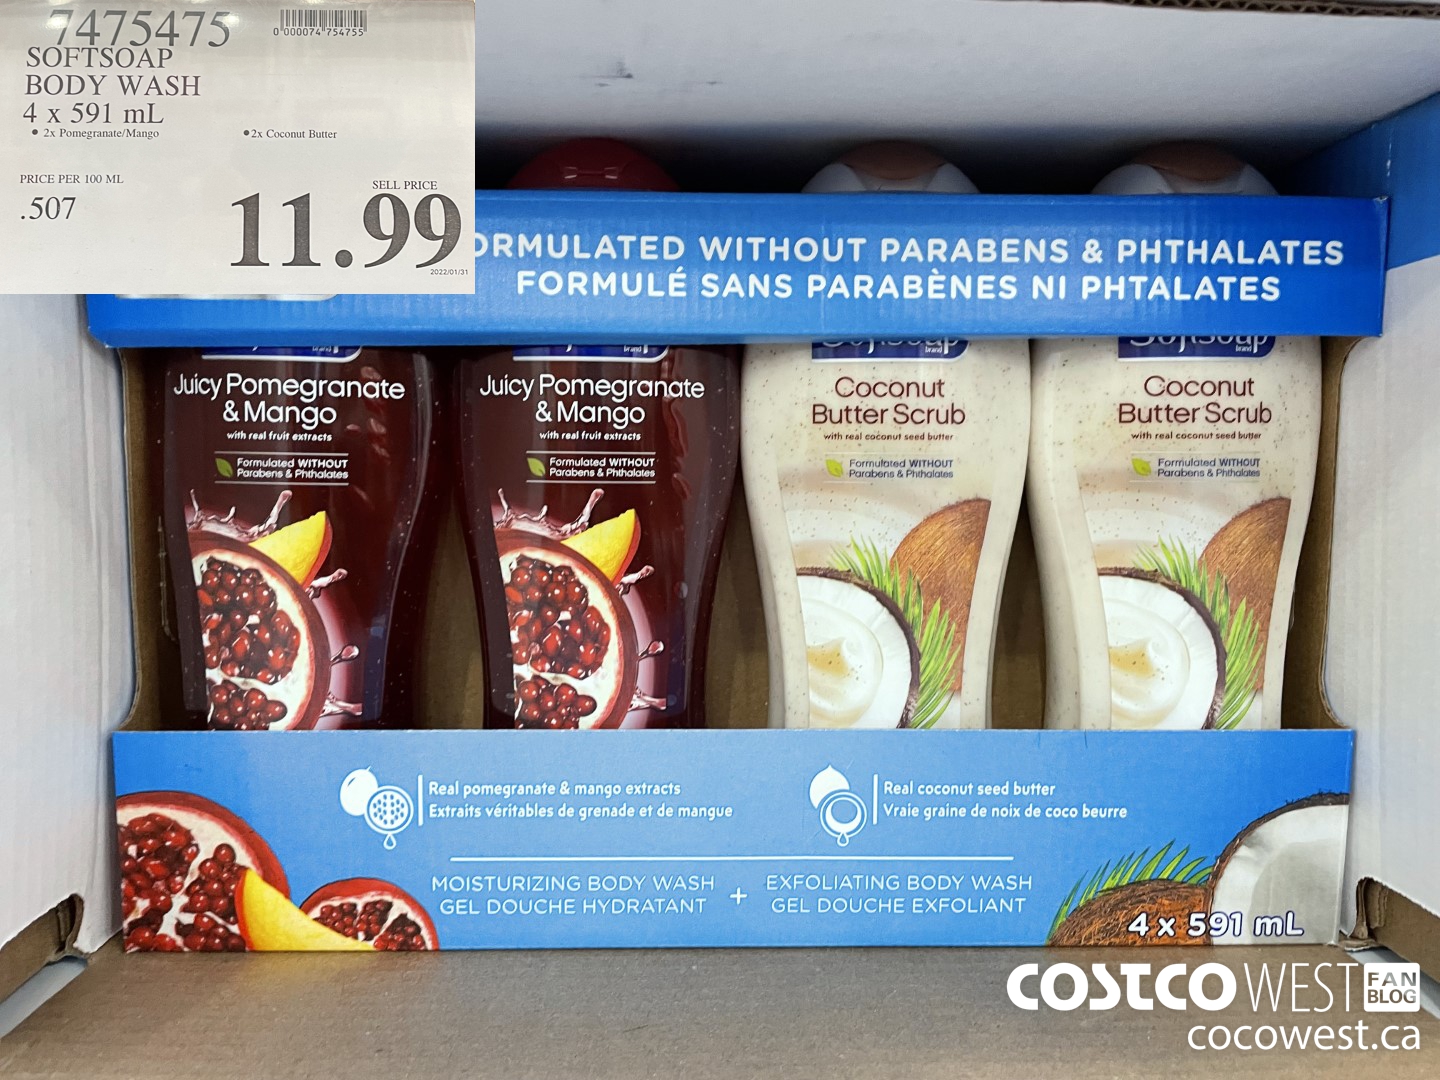 7475475
0"000074"754755"
SOFTSOAP
BODY WASH
4 x 591 mL
• 2x Pomegranate/Mango
• 2x Coconut Butter
PRICE PER 100 ML
.507
SELL PRICE
11.99
2022/01/31
ORMULATED WITHOUT PARABENS & PHTHALATES
FORMULÉ SANS PARABÈNES NI PHTALATES
brand
Juicy Pomegranate
& Mango
with real fruit extracts
Formulated WITHOUT
Parabens & Phthalates
brand
Juicy Pomegranate
& Mango
with real fruit extracts
Formulated WITHOUT
Parabens & Phthalates
Softsoap
brand
Coconut
Butter Scrub
with real coconut seed butter
Formulated WITHOUT
Parabens & Phthalates
Softsoap
brand
Coconut
Butter Scrub
with real coconut seed butter
Formulated WITHOUT
Parabens & Phthalates
Real pomegranate & mango extracts
Extraits véritables de grenade et de mangue
Real coconut seed butter
Vraie graine de noix de coco beurre
MOISTURIZING BODY WASH
GEL DOUCHE HYDRATANT
+
EXFOLIATING BODY WASH
GEL DOUCHE EXFOLIANT
4 x 591 mL
COSTCO WEST FAN BLOG
cocowest.ca